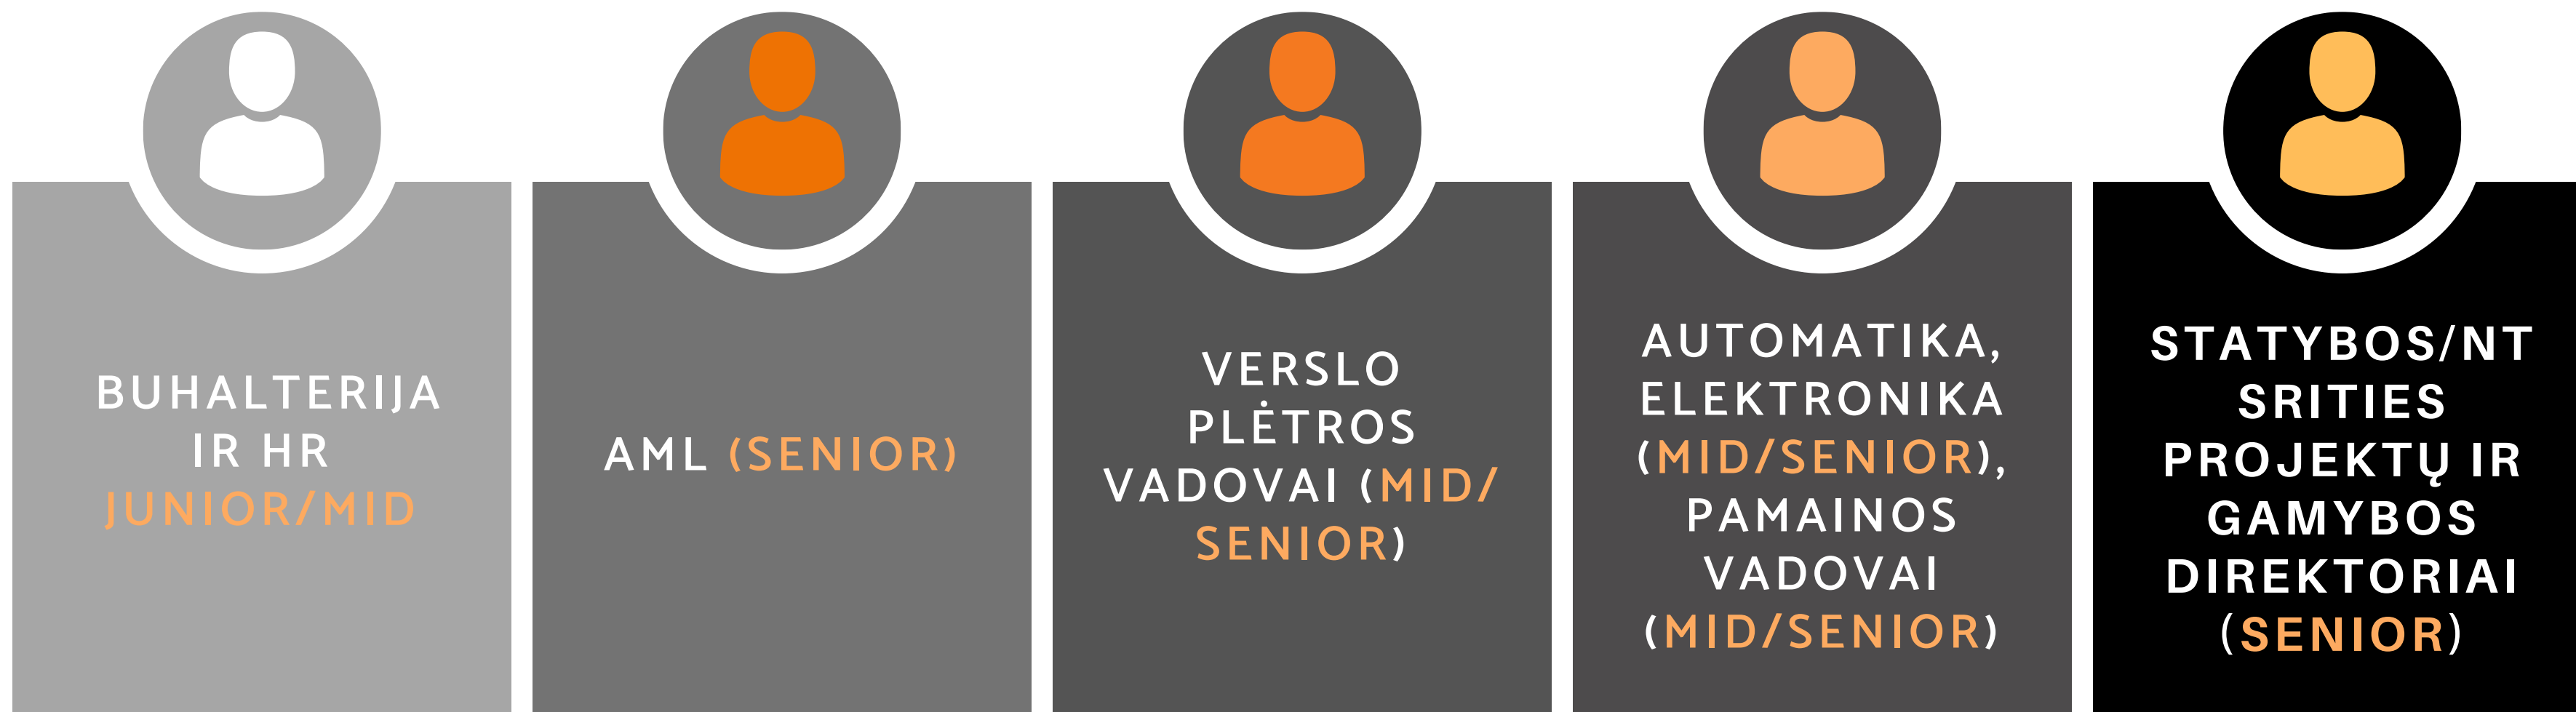 BUHALTERIJA
IR HR
JUNIOR/MID
AML (SENIOR)
VERSLO
PLĖTROS
VADOVAI (MID/
SENIOR)
AUTOMATIKA,
ELEKTRONIKA
(MID/SENIOR),
PAMAINOS
VADOVAI
(MID/SENIOR)
STATYBOS/NT
SRITIES
PROJEKTŲ IR
GAMYBOS
DIREKTORIAI
(SENIOR)